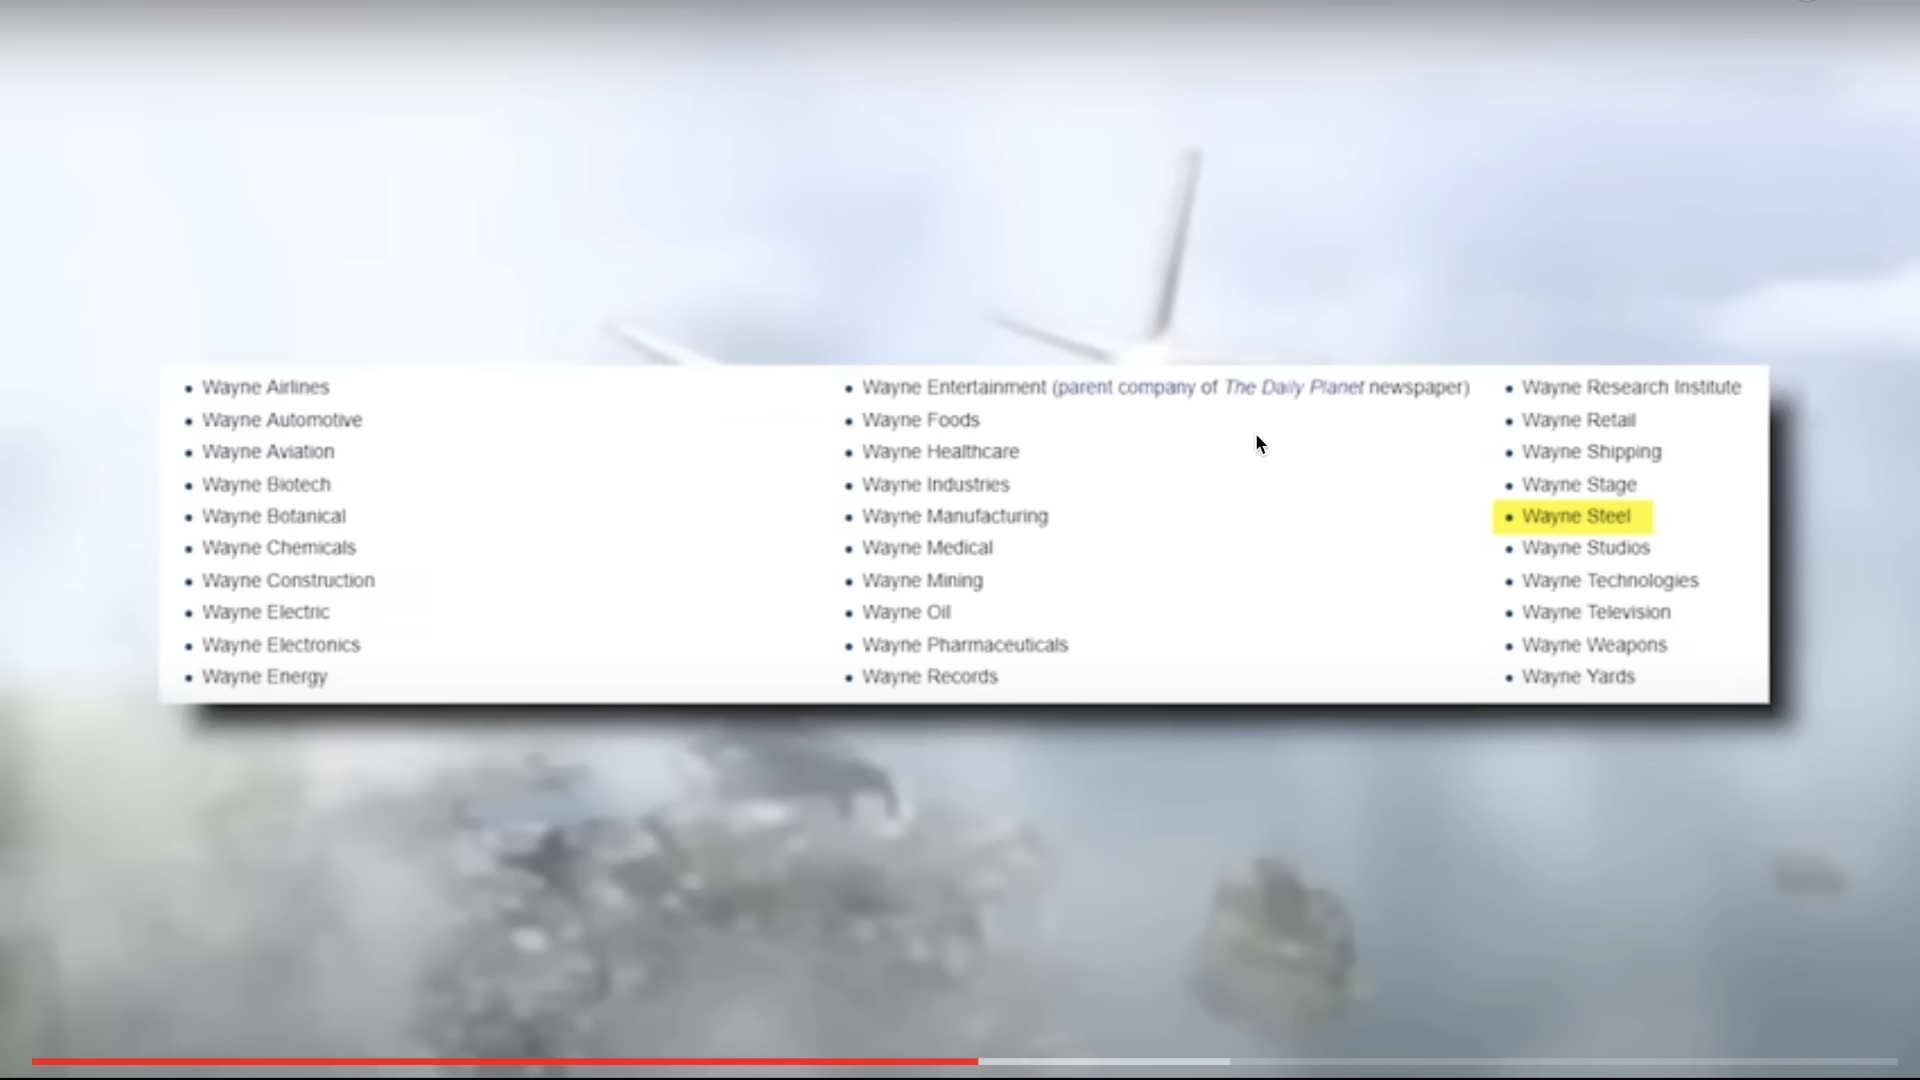 • Wayne Airlines
• Wayne Automotive
• Wayne Aviation
• Wayne Biotech
• Wayne Botanical
• Wayne Chemicals
• Wayne Construction
• Wayne Electric
• Wayne Electronics
• Wayne Energy
• Wayne Entertainment (parent company of The Daily Planet newspaper)
• Wayne Foods
• Wayne Healthcare
• Wayne Industries
• Wayne Manufacturing
• Wayne Medical
• Wayne Mining
• Wayne Oil
• Wayne Pharmaceuticals
• Wayne Records
• Wayne Research Institute
• Wayne Retail
• Wayne Shipping
• Wayne Stage
• Wayne Steel
• Wayne Studios
• Wayne Technologies
• Wayne Television
• Wayne Weapons
• Wayne Yards